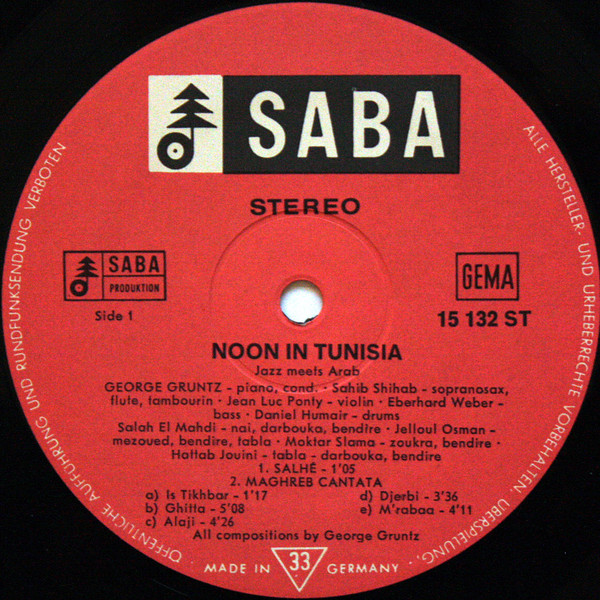 SABA
STEREO
SABA
PRODUKTION
GEMA
Side 1
15 132 ST
NOON IN TUNISIA
Jazz meets Arab
GEORGE GRUNTZ - piano, cond. · Sahib Shihab - sopranosax,
flute, tambourin · Jean Luc Ponty - violin · Eberhard Weber -
bass · Daniel Humair - drums
Salah El Mahdi - nai, darbouka, bendire · Jelloul Osman -
mezoued, bendire, tabla · Moktar Slama - zoukra, bendire ·
Hattab Jouini - tabla - darbouka, bendire
1. SALHÉ - 1'05
2. MAGHREB CANTATA
a) Is Tikhbar - 1'17
b) Ghitta - 5'08
c) Alaji - 4'26
d) Djerbi - 3'36
e) M'rabaa - 4'11
All compositions by George Gruntz
MADE IN 33 GERMANY
ALLE HERSTELLER- UND URHEBERRECHTE VORBEHALTEN. ÜBERSPIELUNG,
ÖFFENTLICHE AUFFÜHRUNG UND RUNDFUNKSENDUNG VERBOTEN